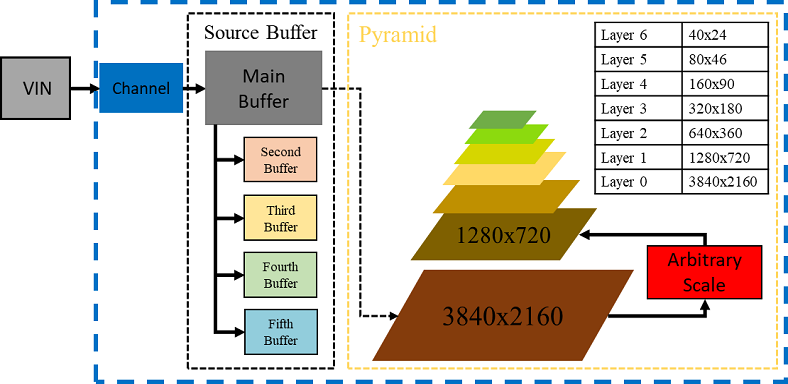 Source Buffer
Pyramid
VIN
Channel
Main
Buffer
Second
Buffer
Third
Buffer
Fourth
Buffer
Fifth
Buffer
1280x720
3840x2160
Arbitrary
Scale
Layer 6 40x24
Layer 5 80x46
Layer 4 160x90
Layer 3 320x180
Layer 2 640x360
Layer 1 1280x720
Layer 0 3840x2160